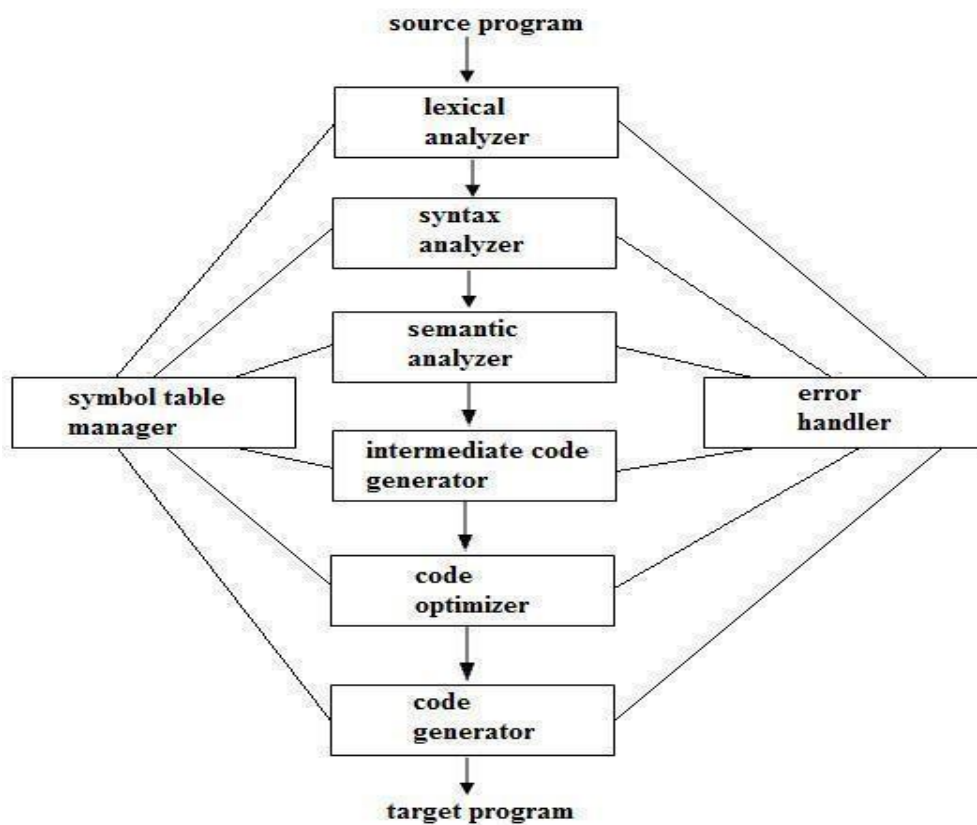 source program
lexical
analyzer
syntax
analyzer
semantic
analyzer
symbol table
manager
error
handler
intermediate code
generator
code
optimizer
code
generator
target program